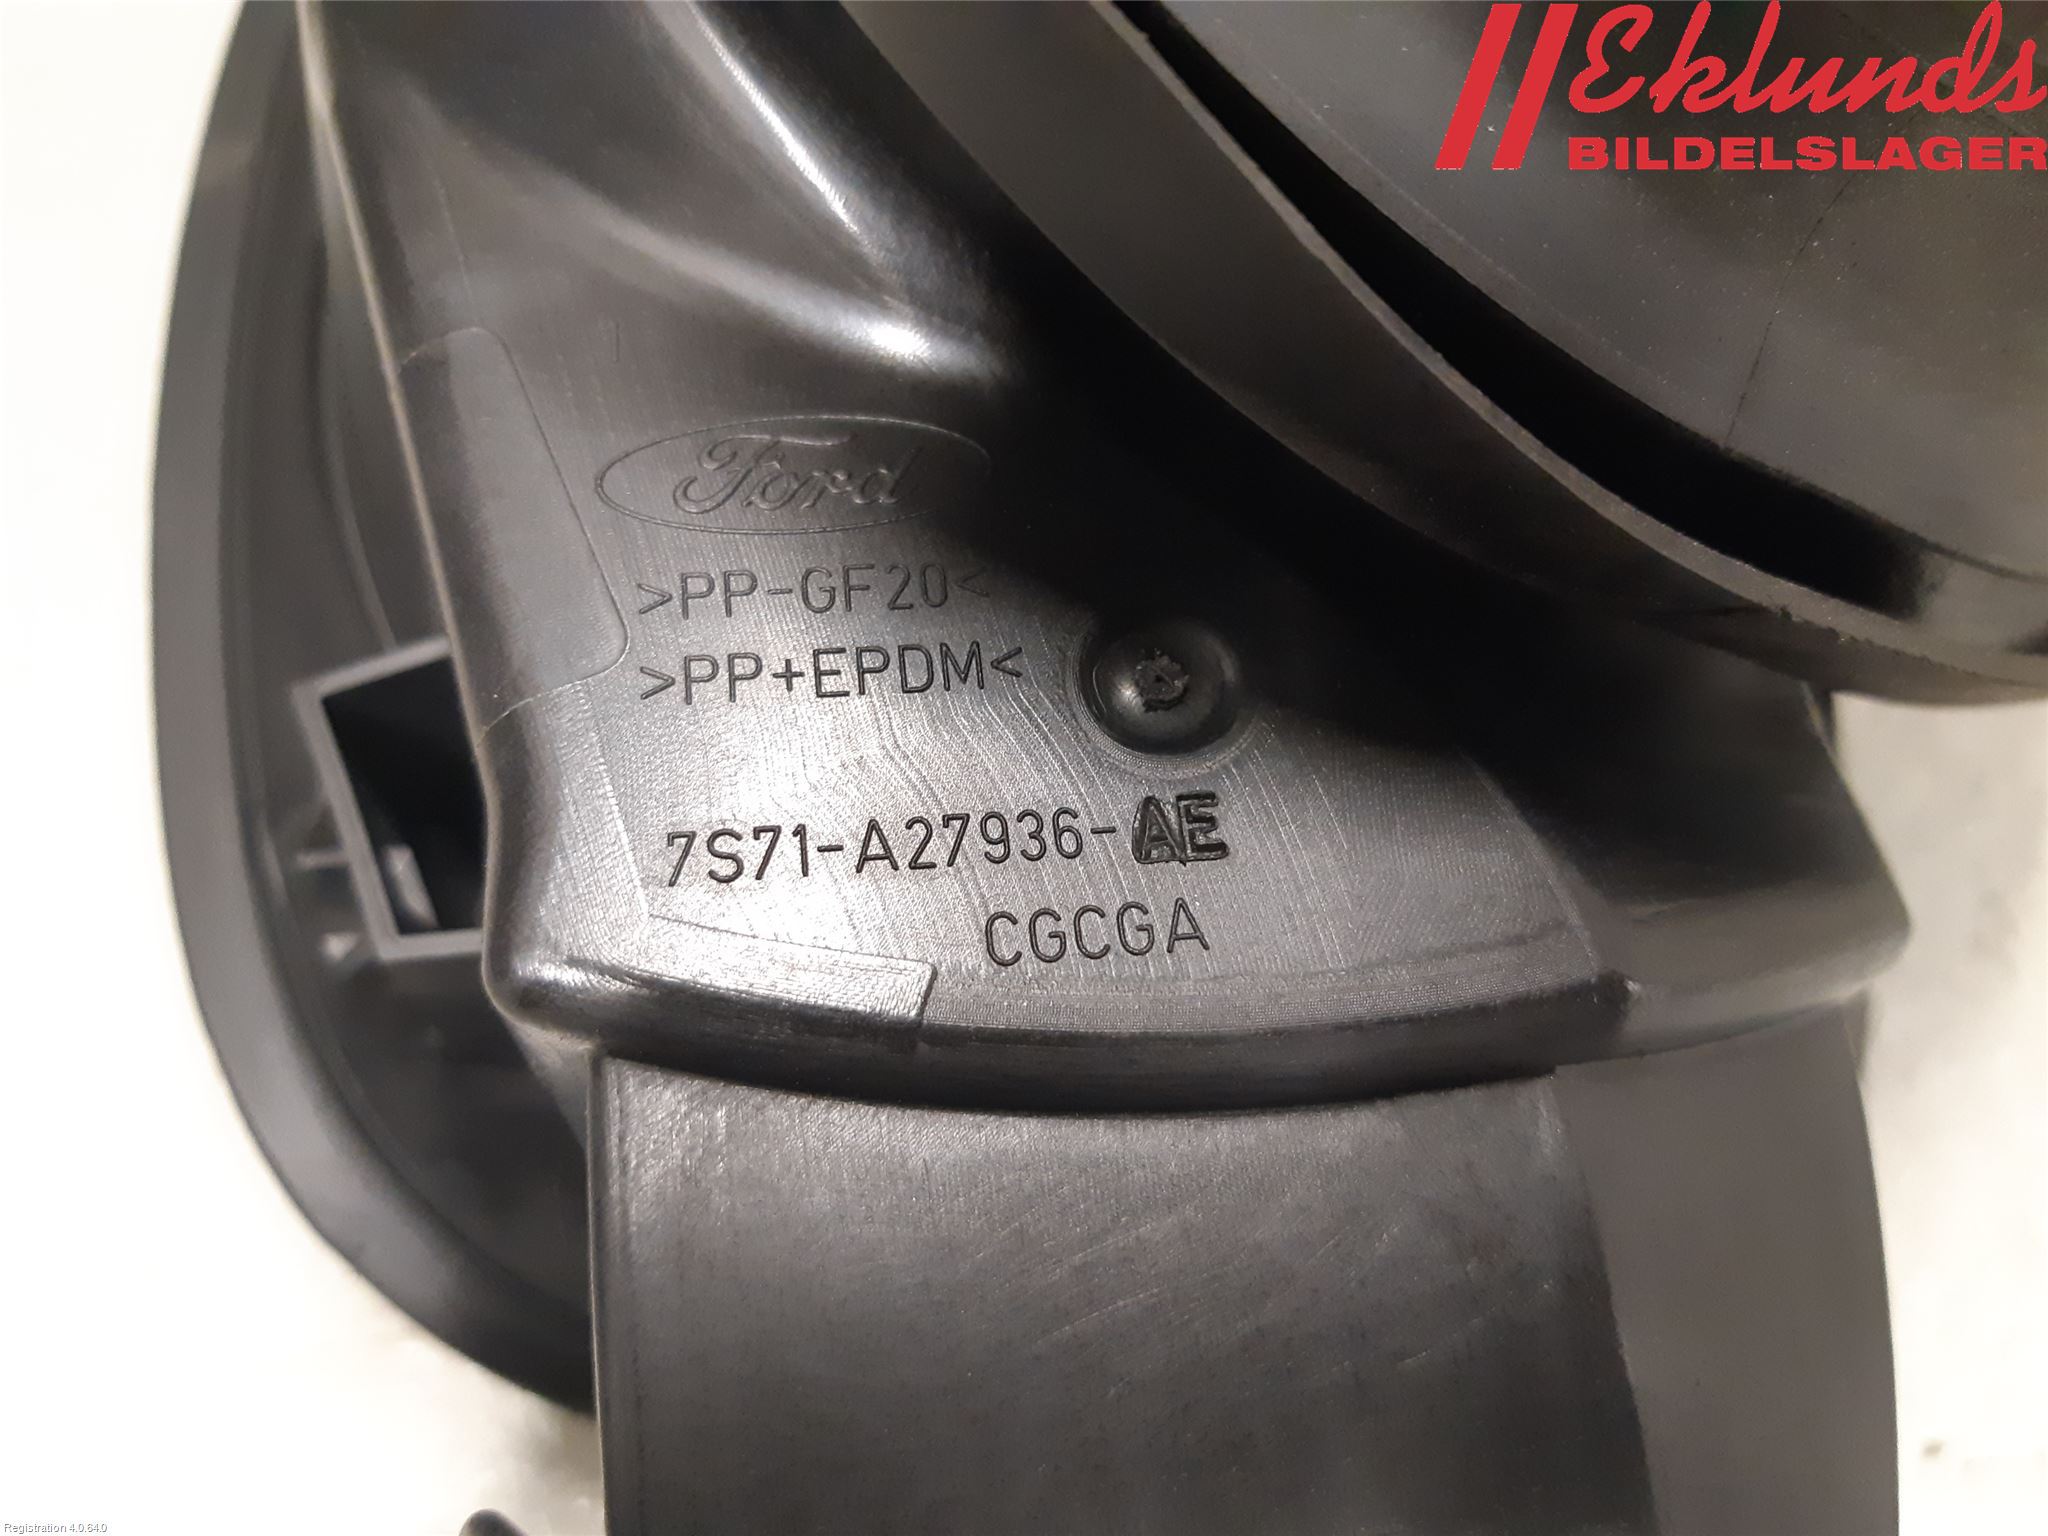 Eklunds
BILDELSLAGER
Ford
>PP-GF20<
>PP+EPDM<
7S71-A27936-AE
CGCGA
Registration 4.0.64.0